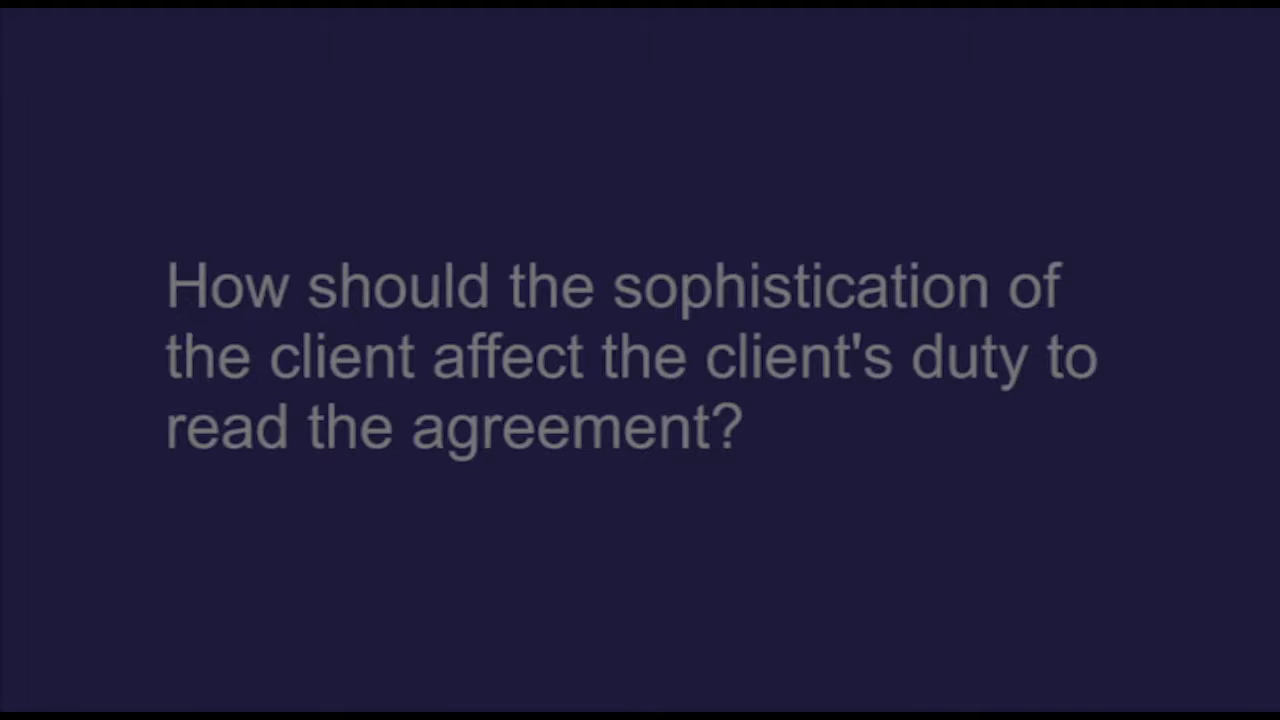 How should the sophistication of
the client affect the client's duty to
read the agreement?